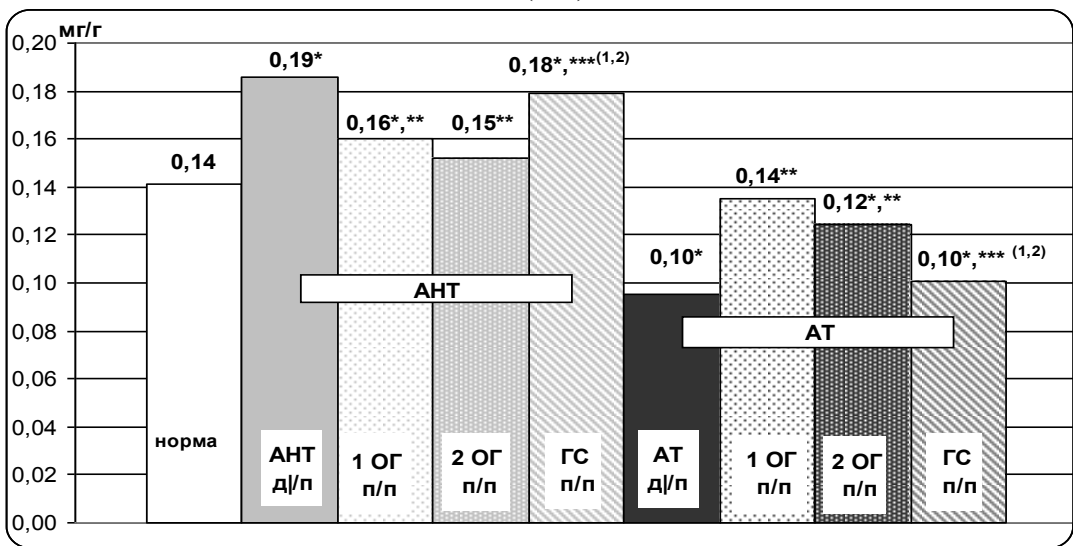 мг/г
0,20
0,18
0,16
0,14
0,12
0,10
0,08
0,06
0,04
0,02
0,00
0,14
0,19*
0,16*,**
0,15**
0,18*,***(1,2)
0,10*
0,14**
0,12*,**
0,10*,*** (1,2)
АНТ
АТ
норма
АНТ
д|/п
1 ОГ
п/п
2 ОГ
п/п
ГС
п/п
АТ
д|/п
1 ОГ
п/п
2 ОГ
п/п
ГС
п/п